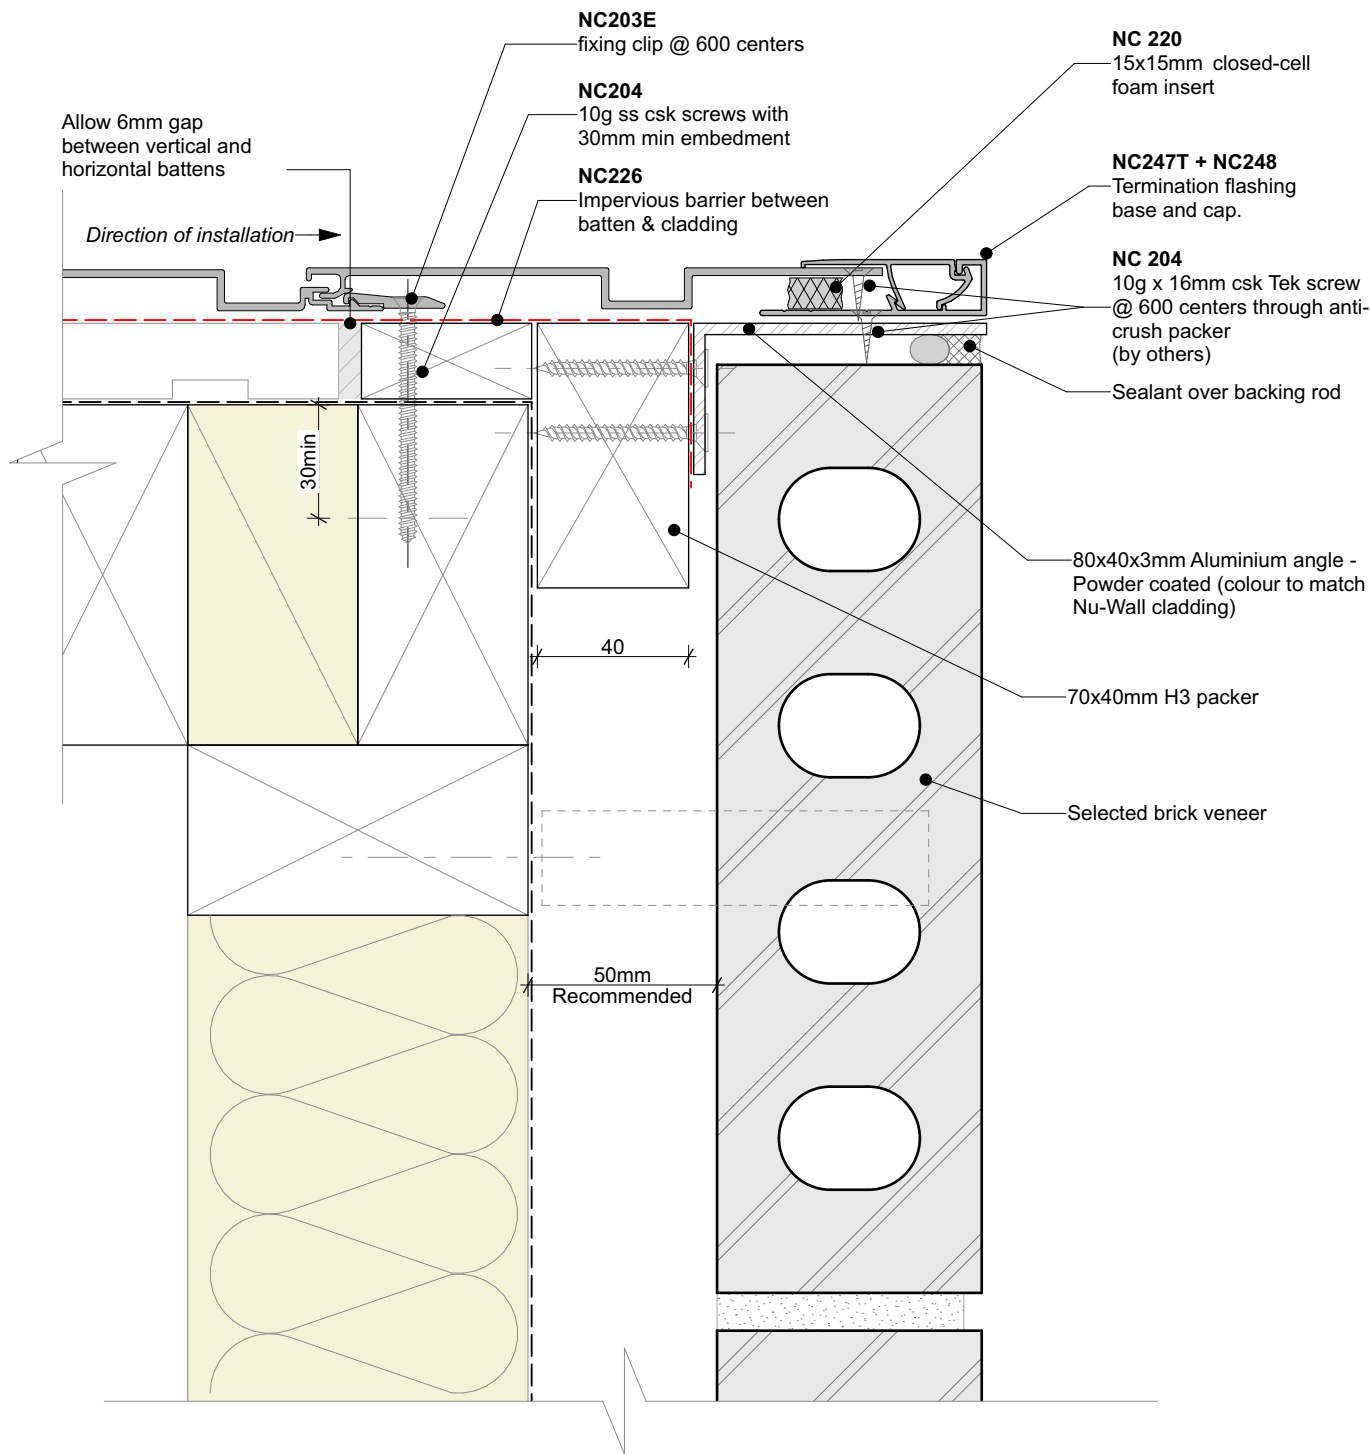 NC203E
fixing clip @ 600 centers
NC204
10g ss csk screws with
30mm min embedment
NC226
Impervious barrier between
batten & cladding
Allow 6mm gap
between vertical and
horizontal battens
Direction of installation
NC 220
15x15mm closed-cell
foam insert
NC247T + NC248
Termination flashing
base and cap.
NC 204
10g x 16mm csk Tek screw
@ 600 centers through anti-
crush packer
(by others)
Sealant over backing rod
30min
80x40x3mm Aluminium angle -
Powder coated (colour to match
Nu-Wall cladding)
40
70x40mm H3 packer
Selected brick veneer
50mm
Recommended